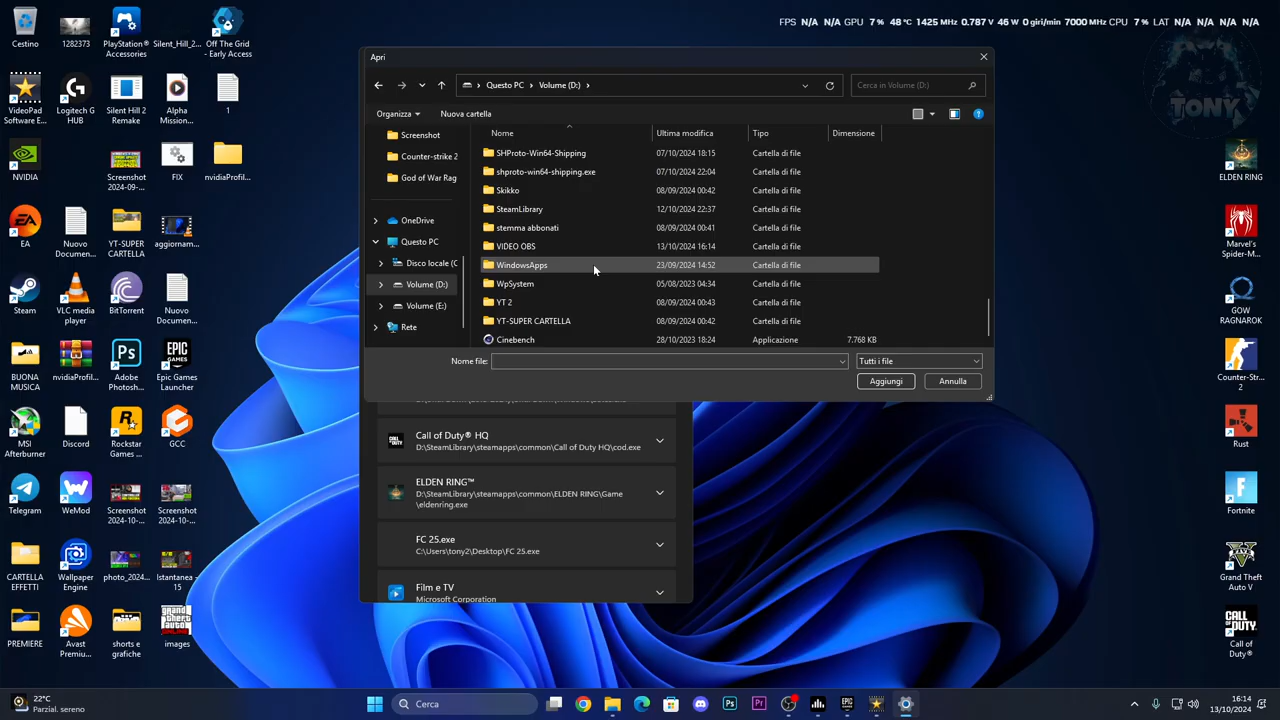 FPS N/A N/A GPU 7 % 48 °C 1425 MHz 0.787 V 46 W 0 giri/min 7000 MHz CPU 7 % LAT N/A N/A N/A N/A
TONY
Cestino
1282373
PlayStation®
Accessories
Silent_Hill_2...
Off The
Grid -
Early Access
VideoPad
Software E...
Logitech G
HUB
Silent Hill 2
Remake
Alpha
Mission...
1
NVIDIA
Screenshot
2024-09-...
FIX
nvidiaProfil...
EA
Nuovo
Documen...
YT-SUPER
CARTELLA
aggiornam...
Steam
VLC media
player
BitTorrent
Nuovo
Documen...
BUONA
MUSICA
nvidiaProfil...
Adobe
Photosh...
Epic Games
Launcher
MSI
Afterburner
Discord
Rockstar
Games ...
GCC
Telegram
WeMod
Screenshot
2024-10-...
Screenshot
2024-10-...
CARTELLA
EFFETTI
Wallpaper
Engine
photo_2024...
Istantanea -
15
PREMIERE
Avast
Premiu...
shorts e
grafiche
images
Apri
Questo PC
Volume (D:)
Cerca in Volume (D:)
Organizza
Nuova cartella
Screenshot
Counter-strike 2
God of War Rag
OneDrive
Questo PC
Disco locale (C
Volume (D:)
Volume (E:)
Rete
Nome Ultima modifica Tipo Dimensione
SHProto-Win64-Shipping 07/10/2024 18:15 Cartella di file
shproto-win64-shipping.exe 07/10/2024 22:04 Cartella di file
Skikko 08/09/2024 00:42 Cartella di file
SteamLibrary 12/10/2024 22:37 Cartella di file
stemma abbonati 08/09/2024 00:41 Cartella di file
VIDEO OBS 13/10/2024 16:14 Cartella di file
WindowsApps 23/09/2024 14:52 Cartella di file
WpSystem 05/08/2023 04:34 Cartella di file
YT 2 08/09/2024 00:43 Cartella di file
YT-SUPER CARTELLA 08/09/2024 00:42 Cartella di file
Cinebench 28/10/2023 18:24 Applicazione 7.768 KB
Nome file:
Tutti i file
Aggiungi
Annulla
Call of Duty® HQ
D:\SteamLibrary\steamapps\common\Call of Duty HQ\cod.exe
ELDEN RING™
D:\SteamLibrary\steamapps\common\ELDEN RING\Game
\eldenring.exe
FC 25.exe
C:\Users\tony2\Desktop\FC 25.exe
Film e TV
Microsoft Corporation
ELDEN RING
Marvel's
Spider-M...
GOW
RAGNAROK
Counter-Str...
2
Rust
Fortnite
Grand Theft
Auto V
Call of
Duty®
22°C
Parzial. sereno
Cerca
16:14
13/10/2024